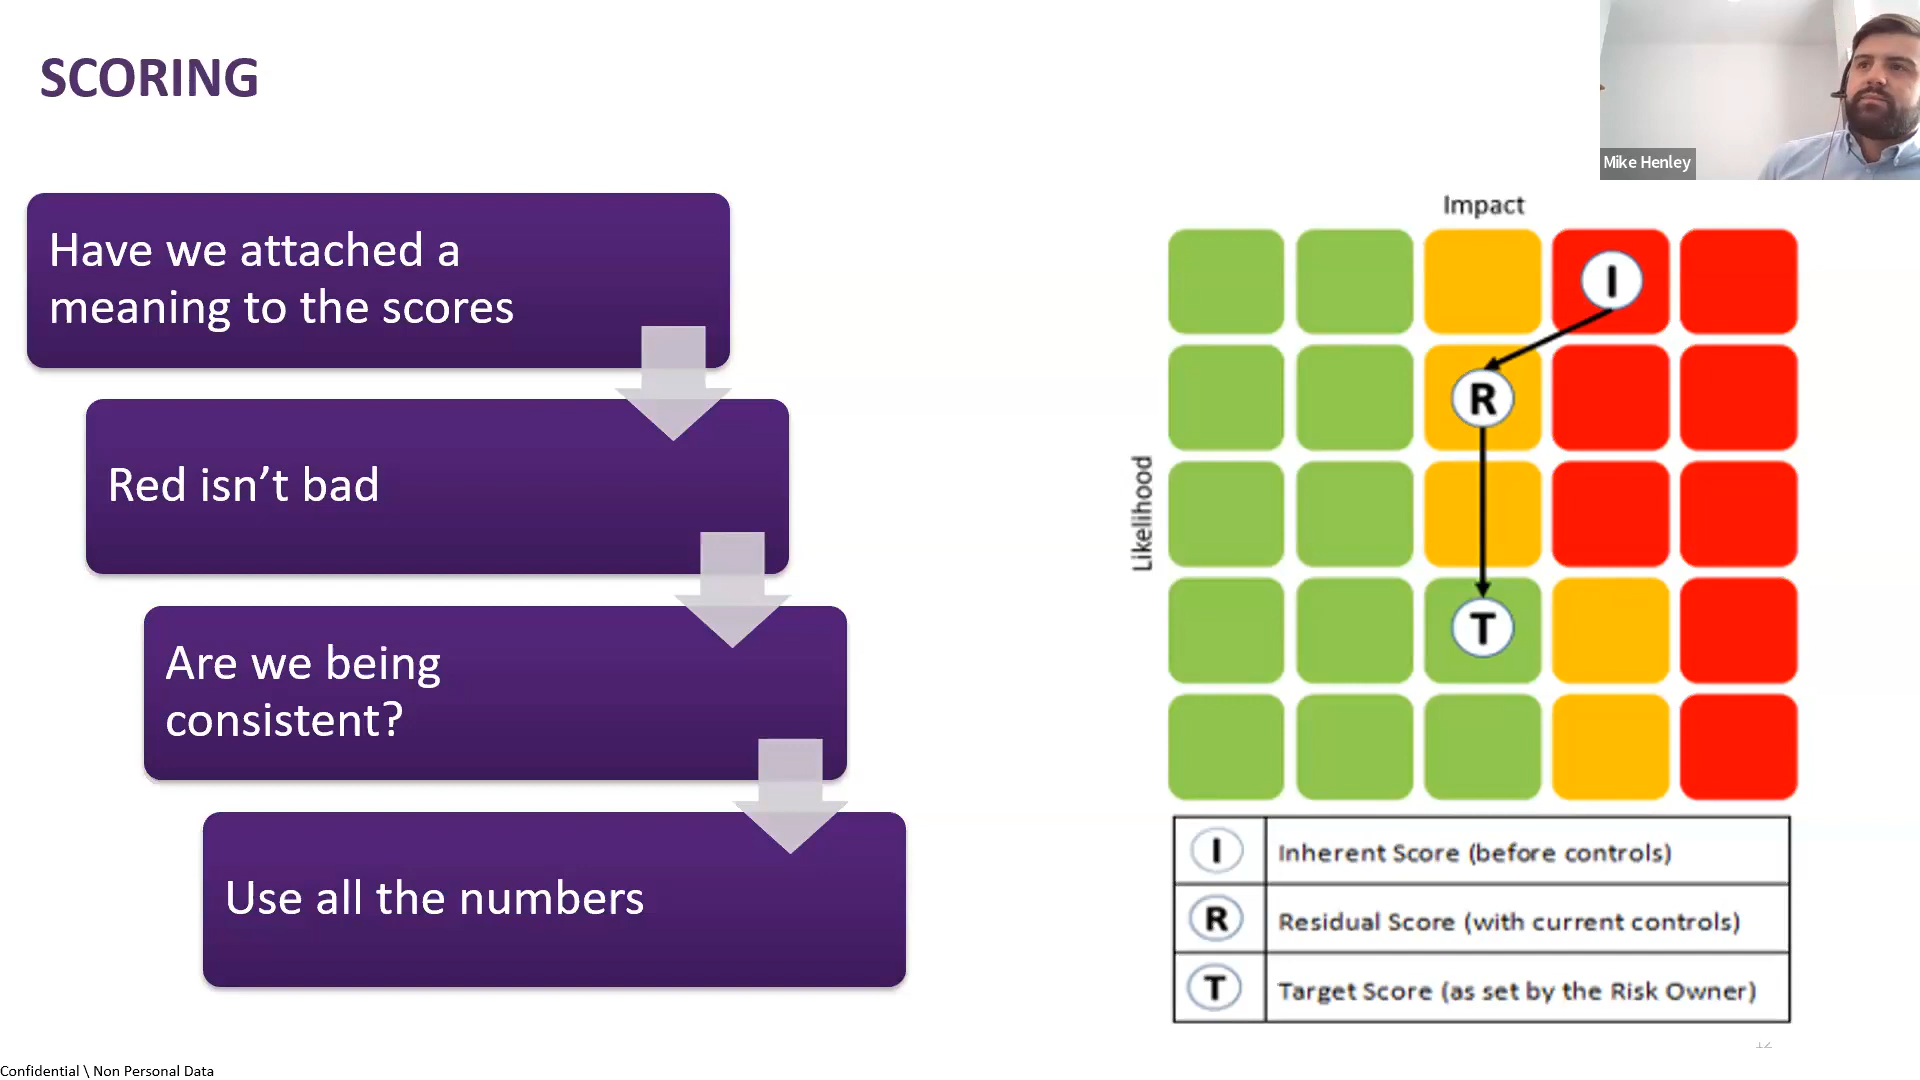 SCORING
Mike Henley
Have we attached a
meaning to the scores
Red isn’t bad
Are we being
consistent?
Use all the numbers
Impact
Likelihood
I
R
T
I Inherent Score (before controls)
R Residual Score (with current controls)
T Target Score (as set by the Risk Owner)
12
Confidential \ Non Personal Data